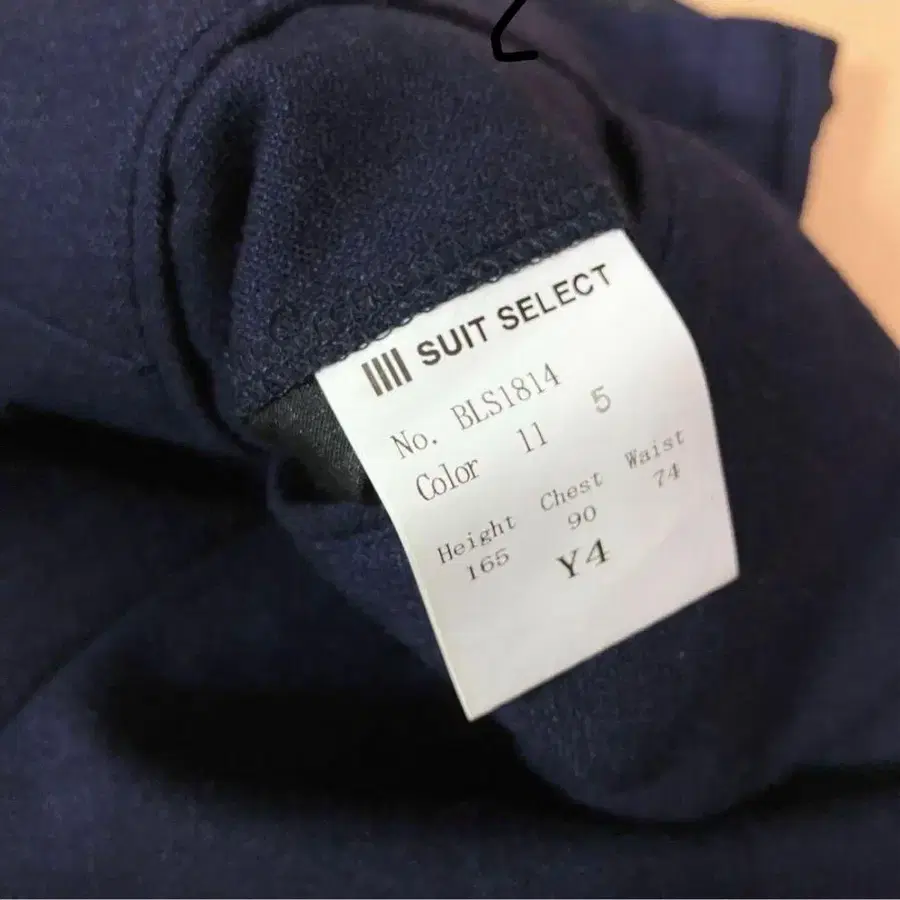 SUIT SELECT
No. BLS1814
Color 11 5
Height Chest Waist
165 90 74
Y4